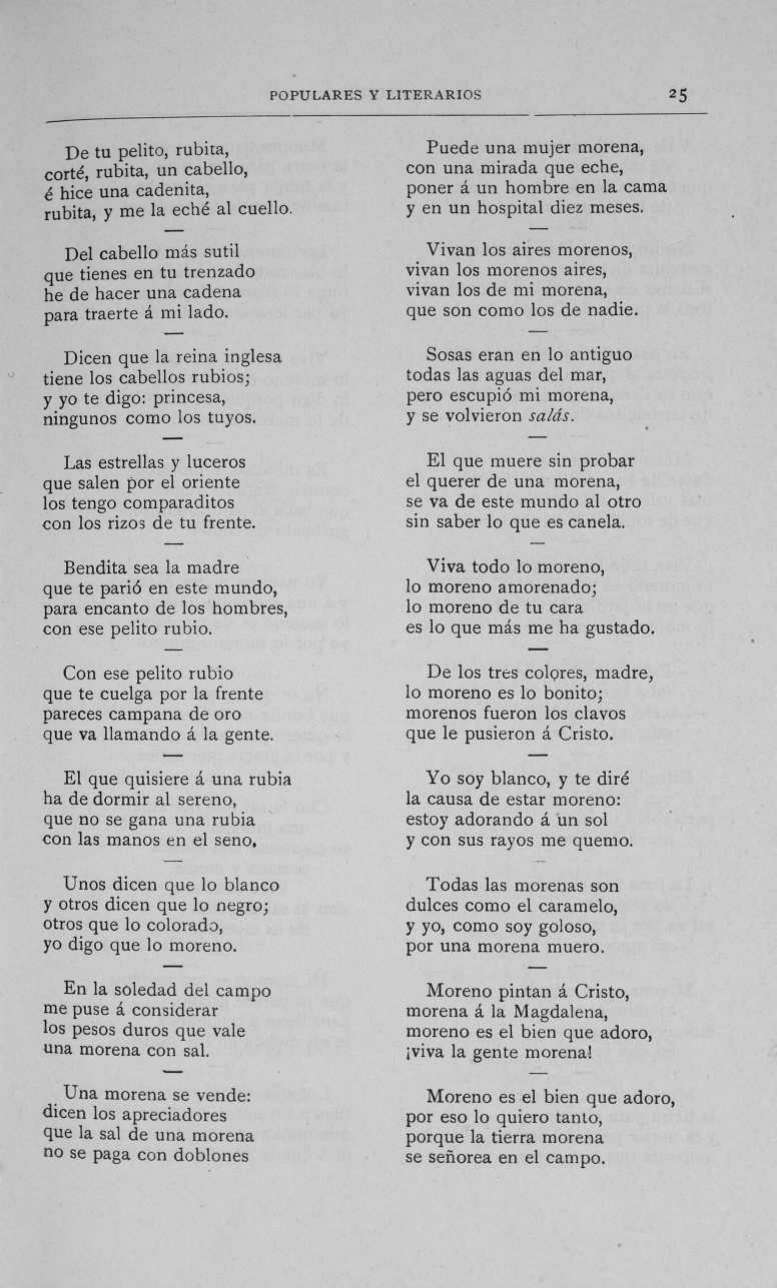 POPULARES Y LITERARIOS 25
De tu pelito, rubita,
corté, rubita, un cabello,
é hice una cadenita,
rubita, y me la eché al cuello.
Del cabello más sutil
que tienes en tu trenzado
he de hacer una cadena
para traerte á mi lado.
Dicen que la reina inglesa
tiene los cabellos rubios;
y yo te digo: princesa,
ningunos como los tuyos.
Las estrellas y luceros
que salen por el oriente
los tengo comparaditos
con los rizos de tu frente.
Bendita sea la madre
que te parió en este mundo,
para encanto de los hombres,
con ese pelito rubio.
Con ese pelito rubio
que te cuelga por la frente
pareces campana de oro
que va llamando á la gente.
El que quisiere á una rubia
ha de dormir al sereno,
que no se gana una rubia
con las manos en el seno.
Unos dicen que lo blanco
y otros dicen que lo negro;
otros que lo colorado,
yo digo que lo moreno.
En la soledad del campo
me puse á considerar
los pesos duros que vale
una morena con sal.
Una morena se vende:
dicen los apreciadores
que la sal de una morena
no se paga con doblones
Puede una mujer morena,
con una mirada que eche,
poner á un hombre en la cama
y en un hospital diez meses.
Vivan los aires morenos,
vivan los morenos aires,
vivan los de mi morena,
que son como los de nadie.
Sosas eran en lo antiguo
todas las aguas del mar,
pero escupió mi morena,
y se volvieron salás.
El que muere sin probar
el querer de una morena,
se va de este mundo al otro
sin saber lo que es canela.
Viva todo lo moreno,
lo moreno amorenado;
lo moreno de tu cara
es lo que más me ha gustado.
De los tres colores, madre,
lo moreno es lo bonito;
morenos fueron los clavos
que le pusieron á Cristo.
Yo soy blanco, y te diré
la causa de estar moreno:
estoy adorando á un sol
y con sus rayos me quemo.
Todas las morenas son
dulces como el caramelo,
y yo, como soy goloso,
por una morena muero.
Moreno pintan á Cristo,
morena á la Magdalena,
moreno es el bien que adoro,
¡viva la gente morena!
Moreno es el bien que adoro,
por eso lo quiero tanto,
porque la tierra morena
se señorea en el campo.